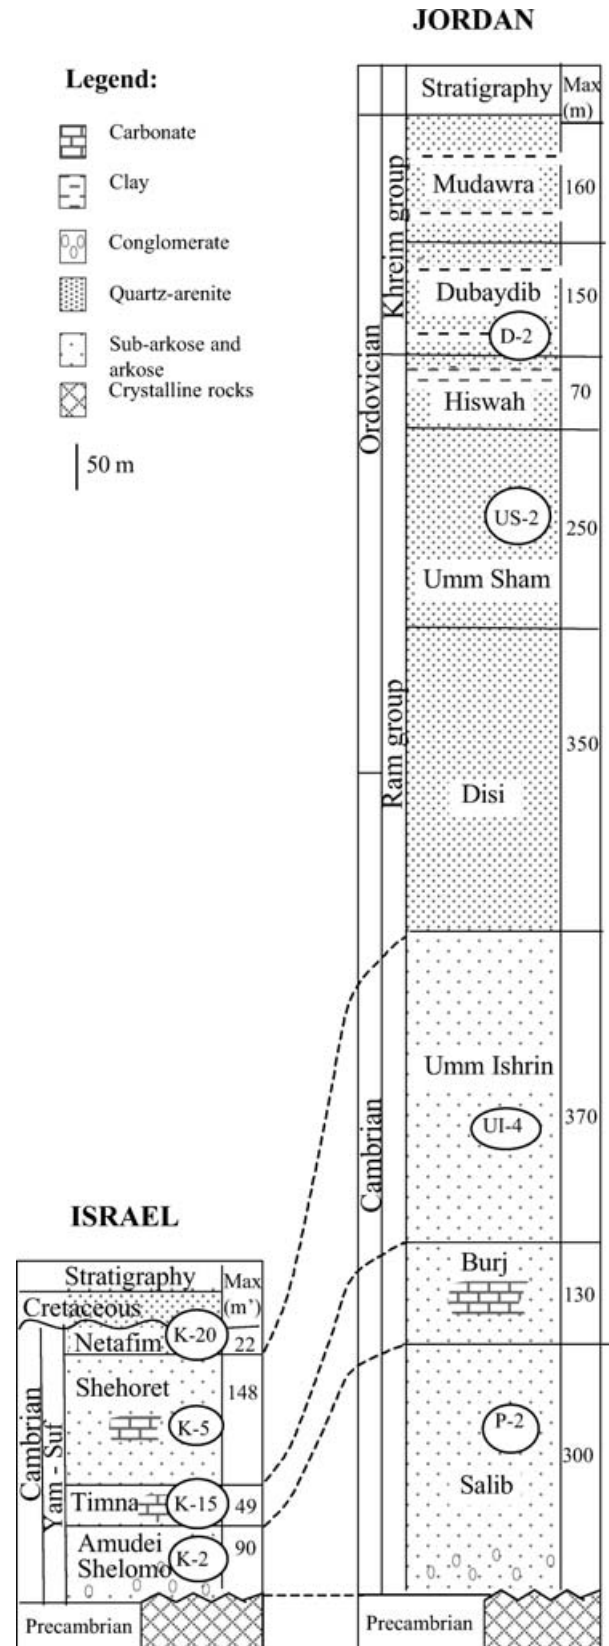 JORDAN
Legend:
Carbonate
Clay
Conglomerate
Quartz-arenite
Sub-arkose and
arkose
Crystalline rocks
50 m
Stratigraphy
Max
(m)
Ordovician
Cambrian
Khreim group
Ram group
Mudawra
160
Dubaydib
150
D-2
Hiswah
70
US-2
Umm Sham
250
Disi
350
Umm Ishrin
370
UI-4
Burj
130
P-2
Salib
300
Precambrian
ISRAEL
Stratigraphy
Max
(m')
Cretaceous
Cambrian
Yam - Suf
Netafim
K-20
22
Shehoret
148
K-5
Timna
K-15
49
Amudei
Shelomo
K-2
90
Precambrian